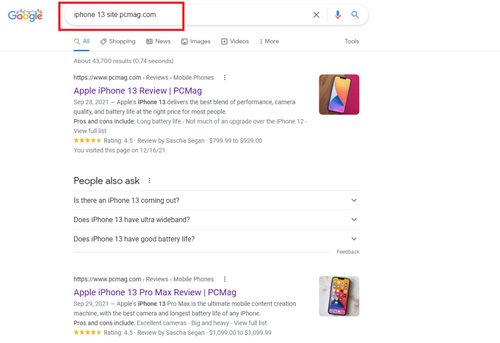 Google
iphone 13 site:pcmag.com
All
Shopping
News
Images
Videos
More
Tools
About 43,700 results (0.74 seconds)
https://www.pcmag.com › Reviews › Mobile Phones
Apple iPhone 13 Review | PCMag
Sep 28, 2021 — Apple's iPhone 13 delivers the best blend of performance, camera
quality, and battery life at the right price for most people.
Pros and cons include: Long battery life · Not much of an upgrade over the iPhone 12 ·
View full list
Rating: 4.5 · Review by Sascha Segan · $799.99 to $929.00
You visited this page on 12/16/21.
People also ask
Is there an iPhone 13 coming out?
Does iPhone 13 have ultra wideband?
Does iPhone 13 have good battery life?
Feedback
https://www.pcmag.com › Reviews › Mobile Phones
Apple iPhone 13 Pro Max Review | PCMag
Sep 29, 2021 — Apple's iPhone 13 Pro Max is the ultimate mobile content creation
machine, with the best camera and longest battery life of any iPhone.
Pros and cons include: Excellent cameras · Big and heavy · View full list
Rating: 4.5 · Review by Sascha Segan · $1,099.00 to $1,099.99